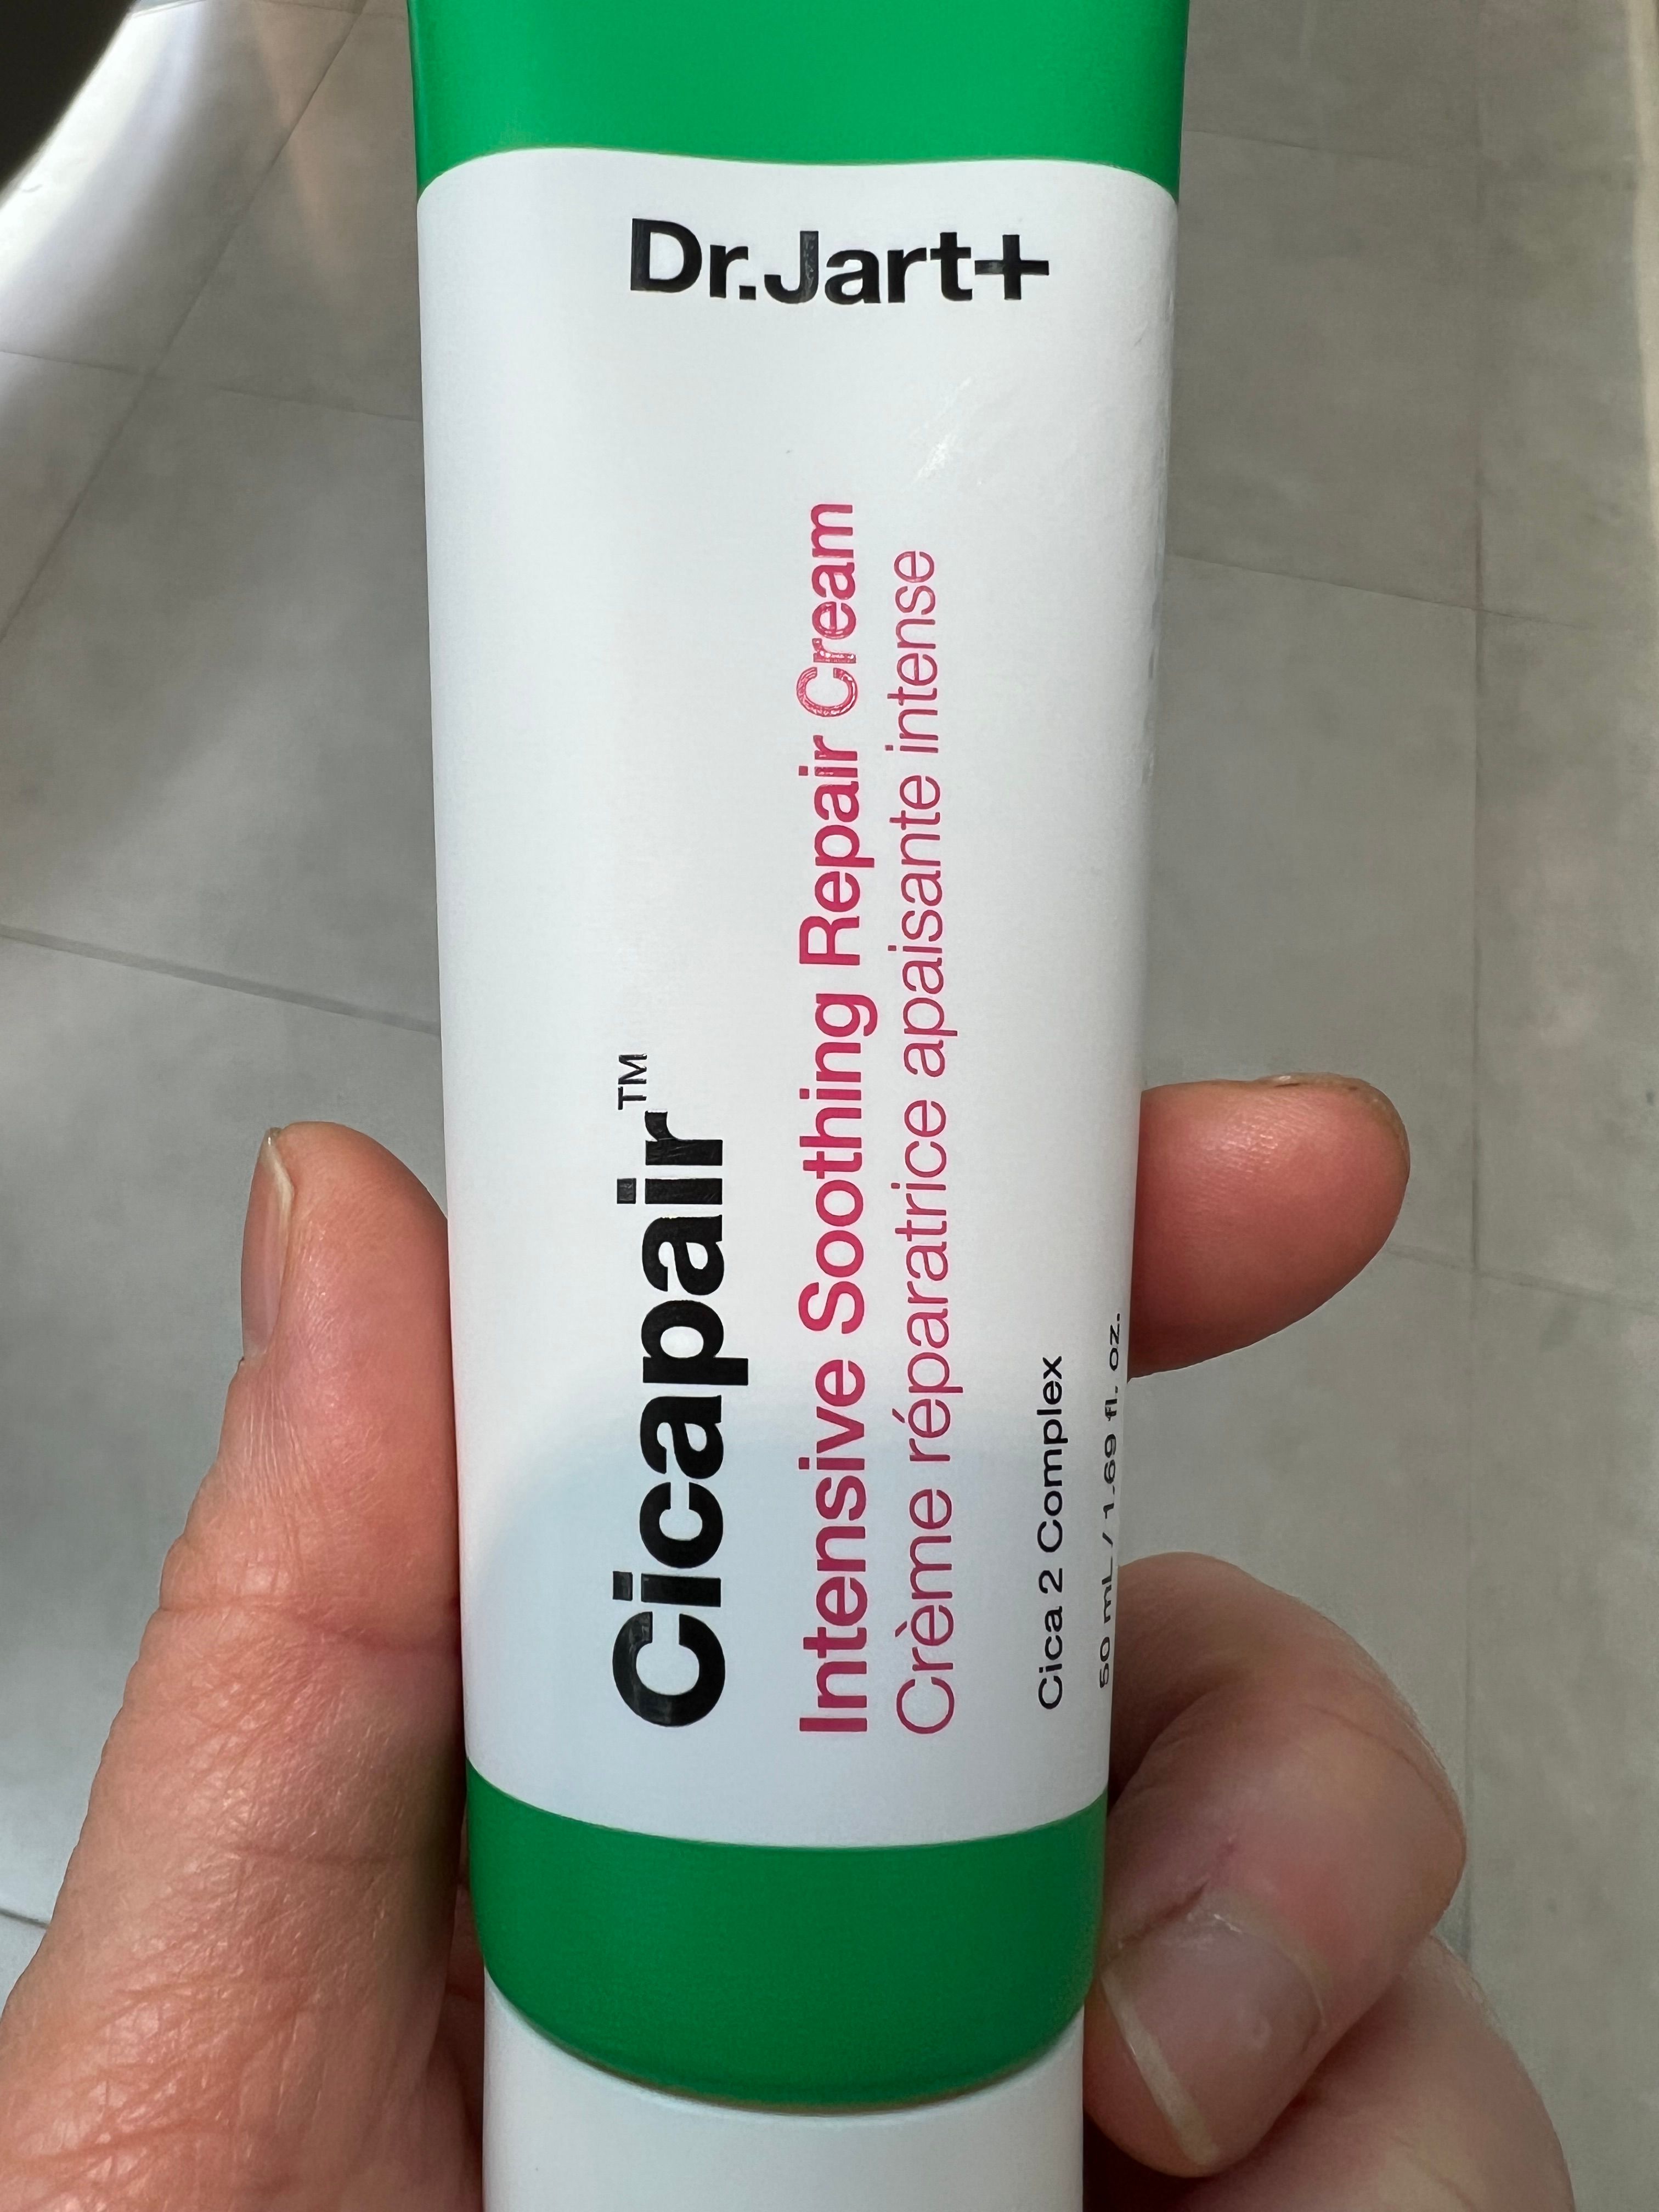 Dr.Jart+
Cicapair™
Intensive Soothing Repair Cream
Crème réparatrice apaisante intense
Cica 2 Complex
50 mL / 1.69 fl. oz.